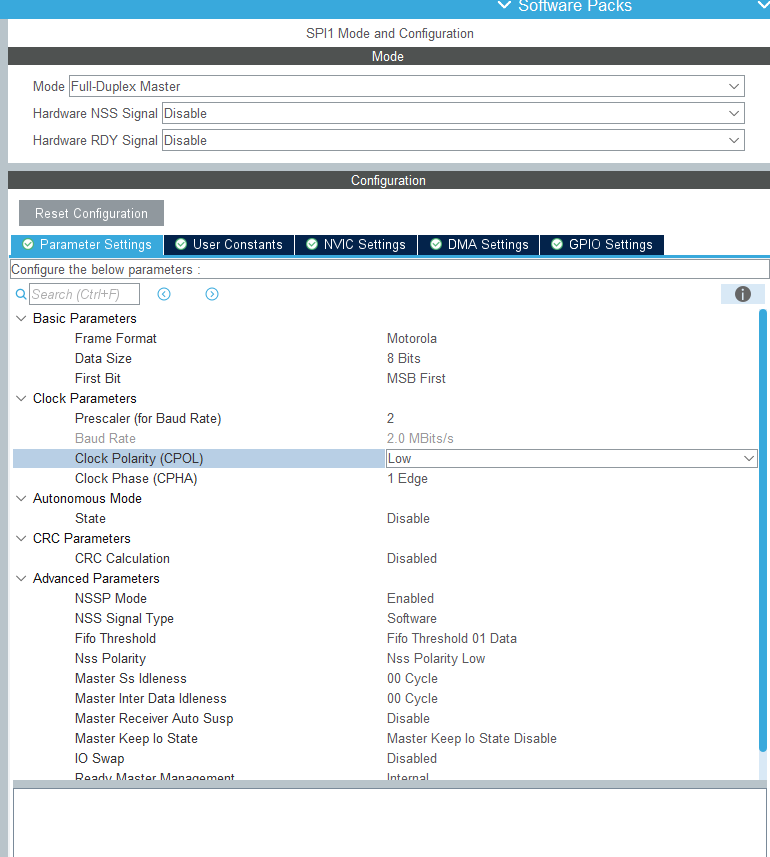 Software Packs
SPI1 Mode and Configuration
Mode
Mode Full-Duplex Master
Hardware NSS Signal Disable
Hardware RDY Signal Disable
Configuration
Reset Configuration
Parameter Settings User Constants NVIC Settings DMA Settings GPIO Settings
Configure the below parameters :
Search (Ctrl+F)
Basic Parameters
Frame Format Motorola
Data Size 8 Bits
First Bit MSB First
Clock Parameters
Prescaler (for Baud Rate) 2
Baud Rate 2.0 MBits/s
Clock Polarity (CPOL) Low
Clock Phase (CPHA) 1 Edge
Autonomous Mode
State Disable
CRC Parameters
CRC Calculation Disabled
Advanced Parameters
NSSP Mode Enabled
NSS Signal Type Software
Fifo Threshold Fifo Threshold 01 Data
Nss Polarity Nss Polarity Low
Master Ss Idleness 00 Cycle
Master Inter Data Idleness 00 Cycle
Master Receiver Auto Susp Disable
Master Keep Io State Master Keep Io State Disable
IO Swap Disabled
Ready Master Management Internal